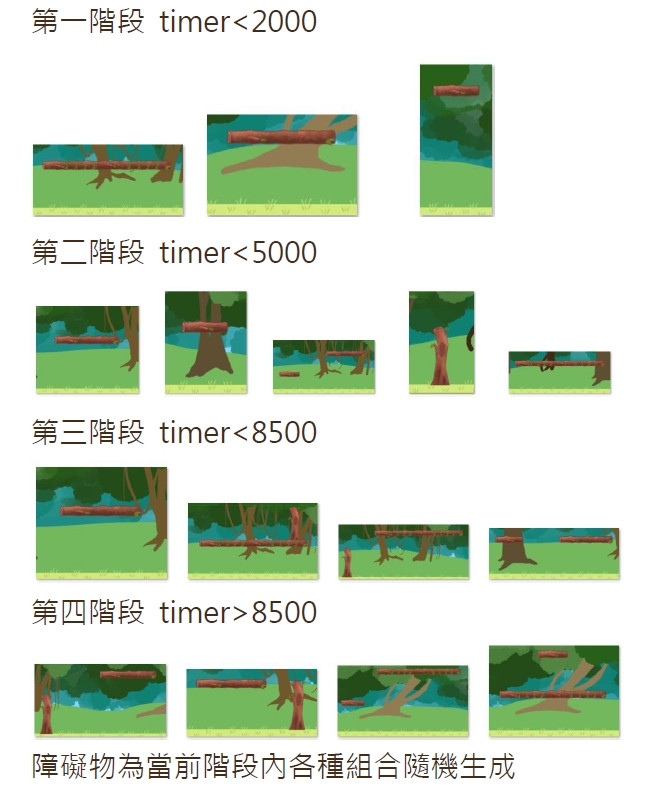 第一階段 timer<2000
第二階段 timer<5000
第三階段 timer<8500
第四階段 timer>8500
障礙物為當前階段內各種組合隨機生成